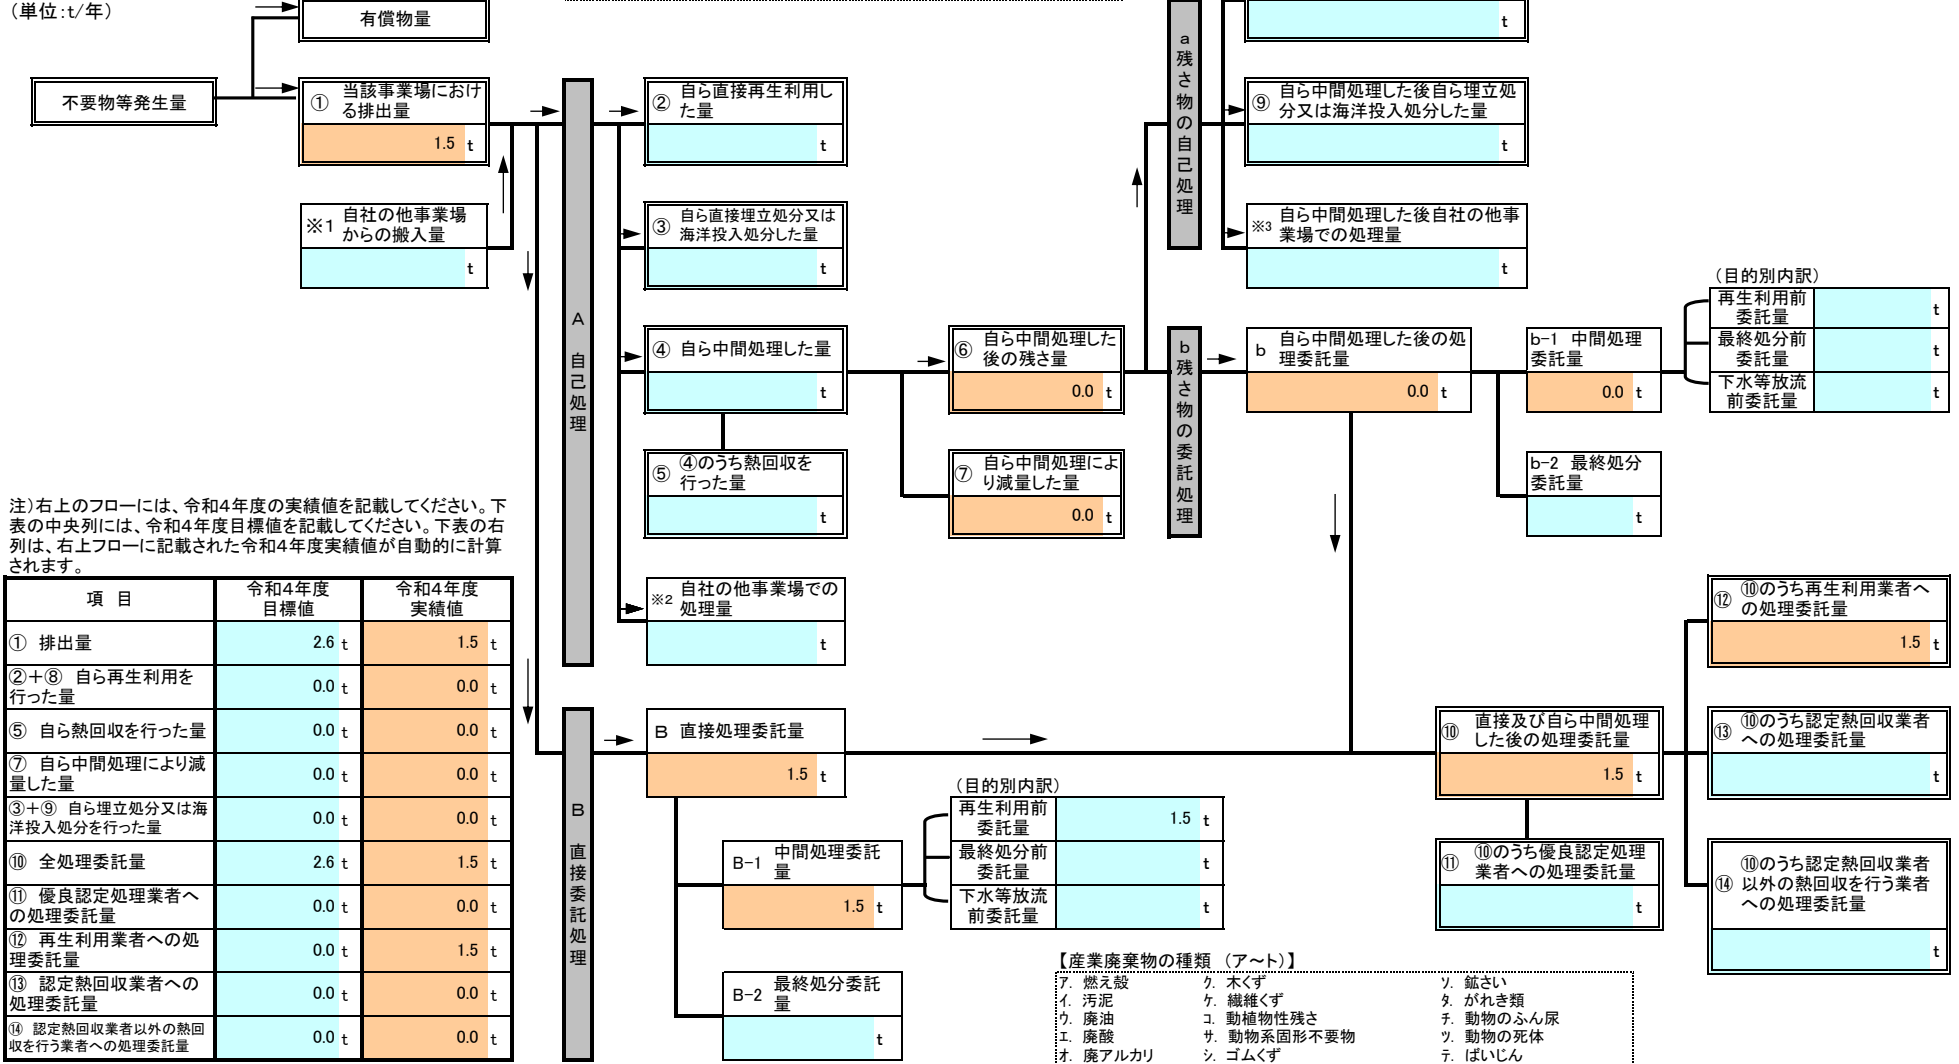 （単位：t/年）
有償物量
t
不要物等発生量
① 当該事業場におけ
る排出量
1.5 t
※1 自社の他事業場
からの搬入量
t
A
自
己
処
理
② 自ら直接再生利用し
た量
t
③ 自ら直接埋立処分又は
海洋投入処分した量
t
④ 自ら中間処理した量
t
⑤ ④のうち熱回収を
行った量
t
※2 自社の他事業場での
処理量
t
⑥ 自ら中間処理した
後の残さ量
0.0 t
⑦ 自ら中間処理によ
り減量した量
0.0 t
a
残
さ
物
の
自
己
処
理
⑨ 自ら中間処理した後自ら埋立処
分又は海洋投入処分した量
t
※3 自ら中間処理した後自社の他事
業場での処理量
t
b
残
さ
物
の
委
託
処
理
b 自ら中間処理した後の処
理委託量
0.0 t
b-1 中間処理
委託量
0.0 t
b-2 最終処分
委託量
t
（目的別内訳）
再生利用前
委託量
t
最終処分前
委託量
t
下水等放流
前委託量
t
注）右上のフローには、令和4年度の実績値を記載してください。下
表の中央列には、令和4年度目標値を記載してください。下表の右
列は、右上フローに記載された令和4年度実績値が自動的に計算
されます。
項 目 令和4年度 目標値 令和4年度 実績値
① 排出量 2.6 t 1.5 t
②＋⑧ 自ら再生利用を
行った量 0.0 t 0.0 t
⑤ 自ら熱回収を行った量 0.0 t 0.0 t
⑦ 自ら中間処理により減
量した量 0.0 t 0.0 t
③＋⑨ 自ら埋立処分又は海
洋投入処分を行った量 0.0 t 0.0 t
⑩ 全処理委託量 2.6 t 1.5 t
⑪ 優良認定処理業者へ
の処理委託量 0.0 t 0.0 t
⑫ 再生利用業者への処
理委託量 0.0 t 1.5 t
⑬ 認定熱回収業者への
処理委託量 0.0 t 0.0 t
⑭ 認定熱回収業者以外の熱回
収を行う業者への処理委託量 0.0 t 0.0 t
B
直
接
委
託
処
理
B 直接処理委託量
1.5 t
B-1 中間処理委託
量
1.5 t
B-2 最終処分委託
量
t
（目的別内訳）
再生利用前
委託量
1.5 t
最終処分前
委託量
t
下水等放流
前委託量
t
⑩ 直接及び自ら中間処理
した後の処理委託量
1.5 t
⑪ ⑩のうち優良認定処理
業者への処理委託量
t
⑫ ⑩のうち再生利用業者へ
の処理委託量
1.5 t
⑬ ⑩のうち認定熱回収業者
への処理委託量
t
⑭ ⑩のうち認定熱回収業者
以外の熱回収を行う業者
への処理委託量
t
【産業廃棄物の種類 （ア～ト）】
ア. 燃え殻 ク. 木くず ソ. 鉱さい
イ. 汚泥 ケ. 繊維くず タ. がれき類
ウ. 廃油 コ. 動植物性残さ チ. 動物のふん尿
エ. 廃酸 サ. 動物系固形不要物 ツ. 動物の死体
オ. 廃アルカリ シ. ゴムくず テ. ばいじん